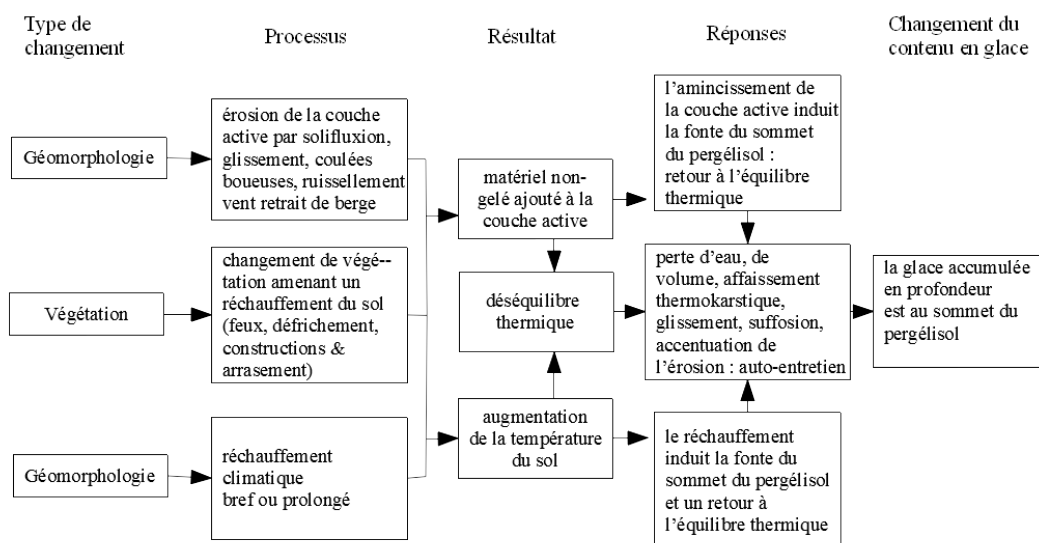 Type de
changement
Processus
Résultat
Réponses
Changement du
contenu en glace
Géomorphologie
érosion de la couche
active par solifluxion,
glissement, coulées
boueuses, ruissellement
vent retrait de berge
matériel non-
gelé ajouté à la
couche active
l'amincissement de
la couche active induit
la fonte du sommet
du pergélisol :
retour à l'équilibre
thermique
Végétation
changement de végé--
tation amenant un
réchauffement du sol
(feux, défrichement,
constructions &
arrasement)
déséquilibre
thermique
perte d'eau, de
volume, affaissement
thermokarstique,
glissement, suffosion,
accentuation de
l'érosion : auto-entretien
la glace accumulée
en profondeur
est au sommet du
pergélisol
Géomorphologie
réchauffement
climatique
bref ou prolongé
augmentation
de la température
du sol
le réchauffement
induit la fonte du
sommet du pergélisol
et un retour à
l'équilibre thermique